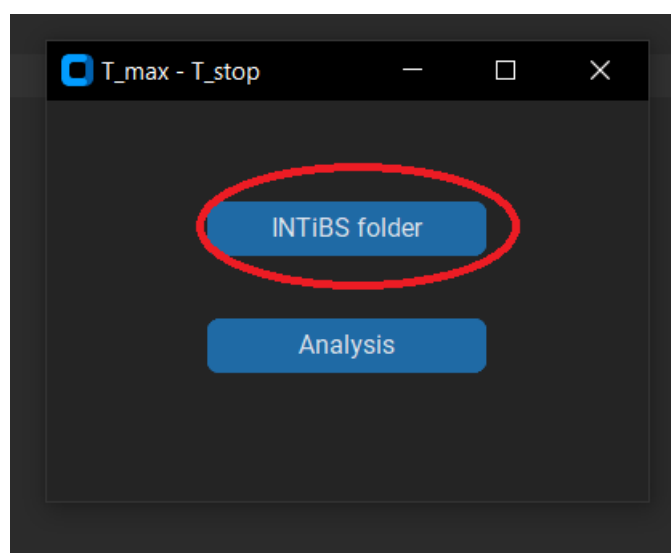 T_max - T_stop
INTiBS folder
Analysis